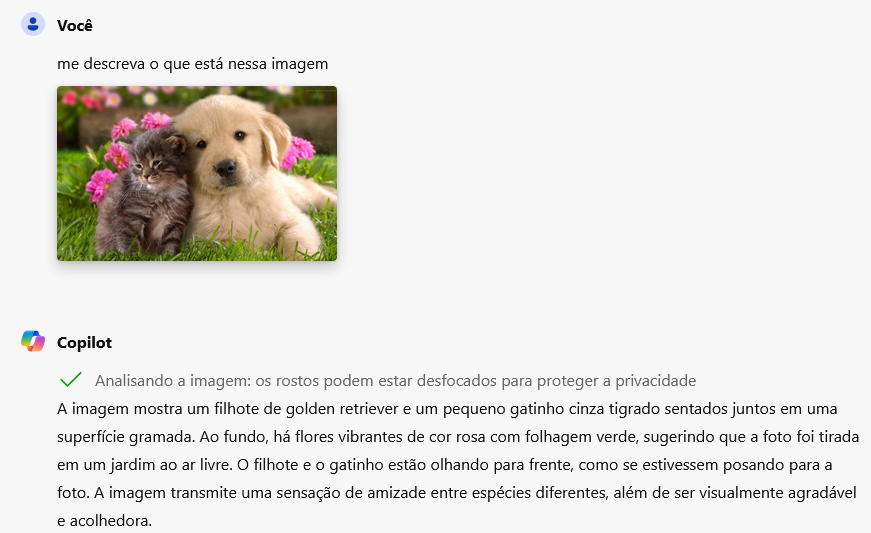 Você
me descreva o que está nessa imagem
Copilot
Analisando a imagem: os rostos podem estar desfocados para proteger a privacidade
A imagem mostra um filhote de golden retriever e um pequeno gatinho cinza tigrado sentados juntos em uma
superfície gramada. Ao fundo, há flores vibrantes de cor rosa com folhagem verde, sugerindo que a foto foi tirada
em um jardim ao ar livre. O filhote e o gatinho estão olhando para frente, como se estivessem posando para a
foto. A imagem transmite uma sensação de amizade entre espécies diferentes, além de ser visualmente agradável
e acolhedora.